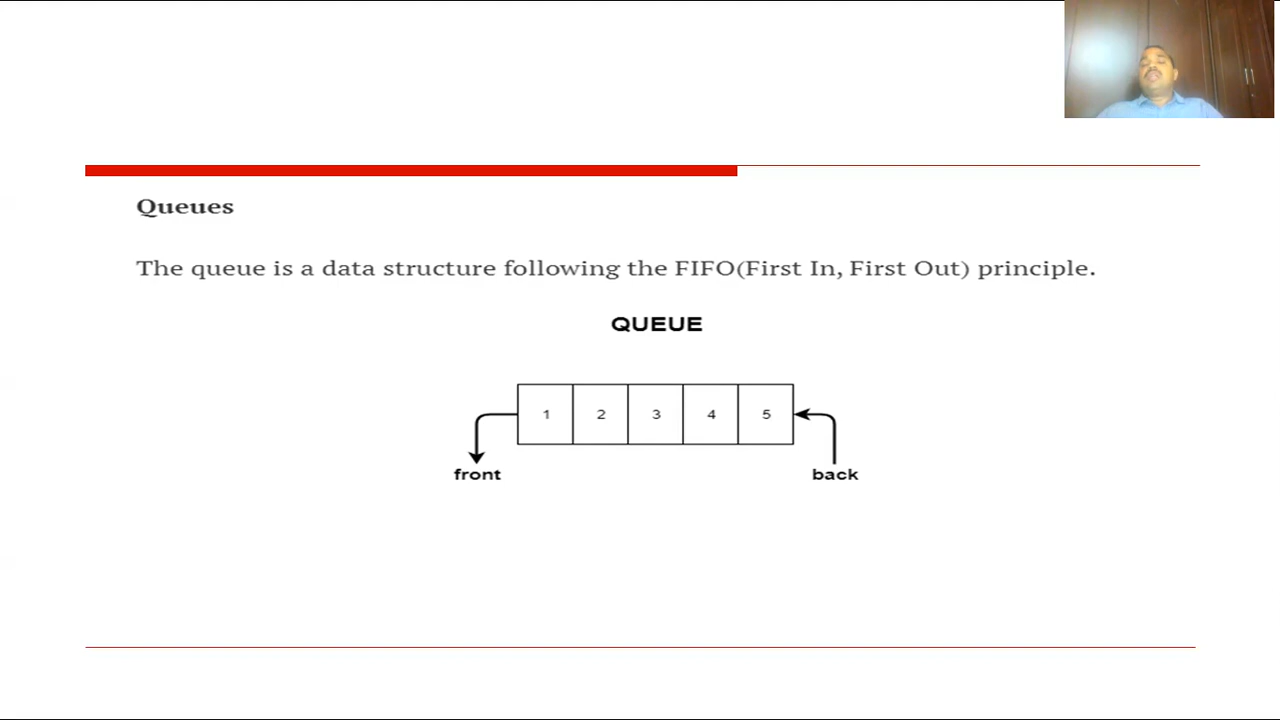 Queues
The queue is a data structure following the FIFO(First In, First Out) principle.
QUEUE
1 2 3 4 5
front back